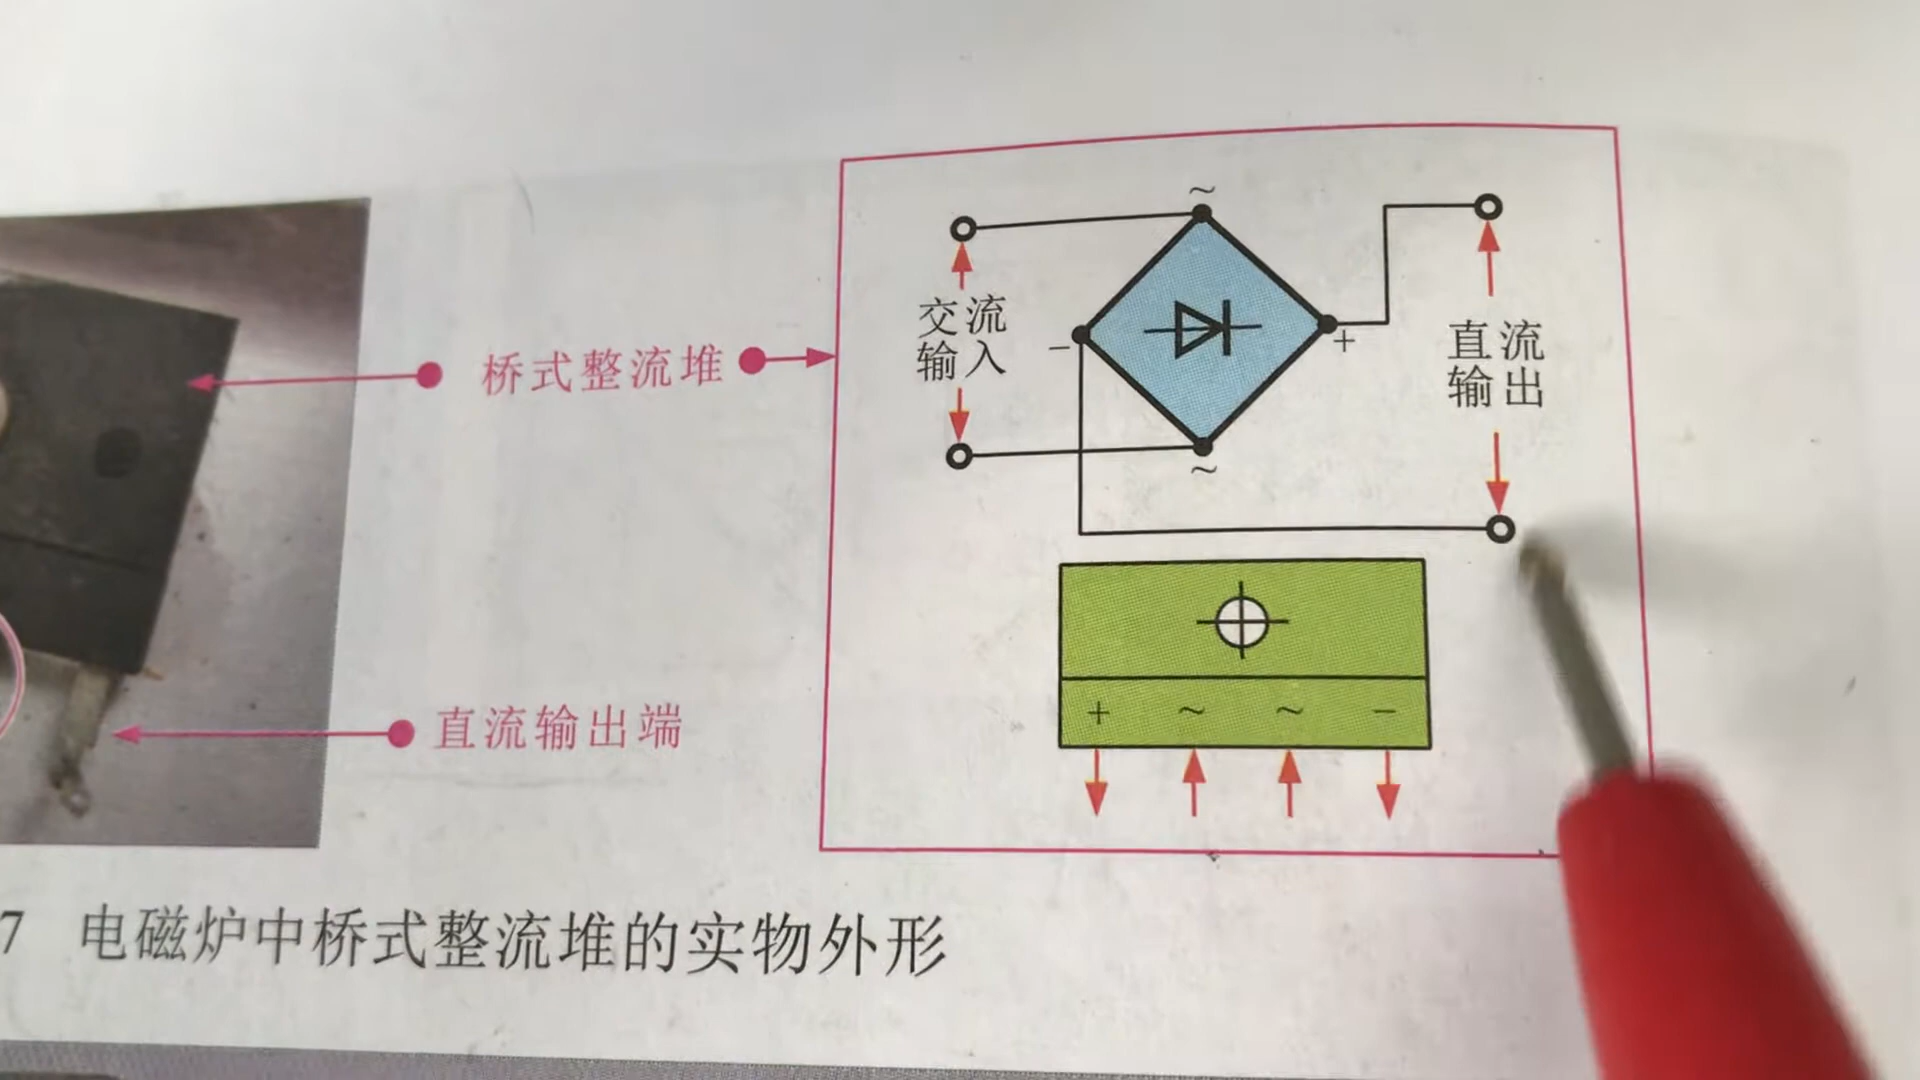 ~
交流
输入
−
+
直流
输出
桥式整流堆
~
+ ~ ~ −
直流输出端
7 电磁炉中桥式整流堆的实物外形